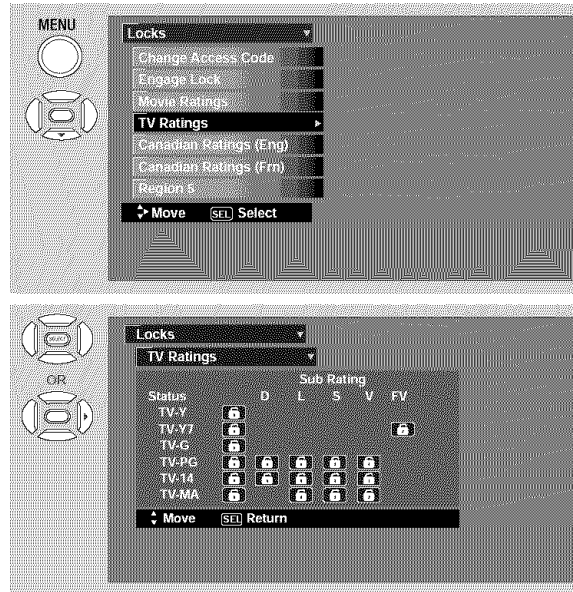 MENU
Locks
Change Access Code
Engage Lock
Movie Ratings
TV Ratings
Canadian Ratings (Eng)
Canadian Ratings (Frn)
Region 5
Move SEL Select
SELECT
OR
Locks
TV Ratings
Sub Rating
Status D L S V FV
TV-Y
TV-Y7
TV-G
TV-PG
TV-14
TV-MA
Move SEL Return